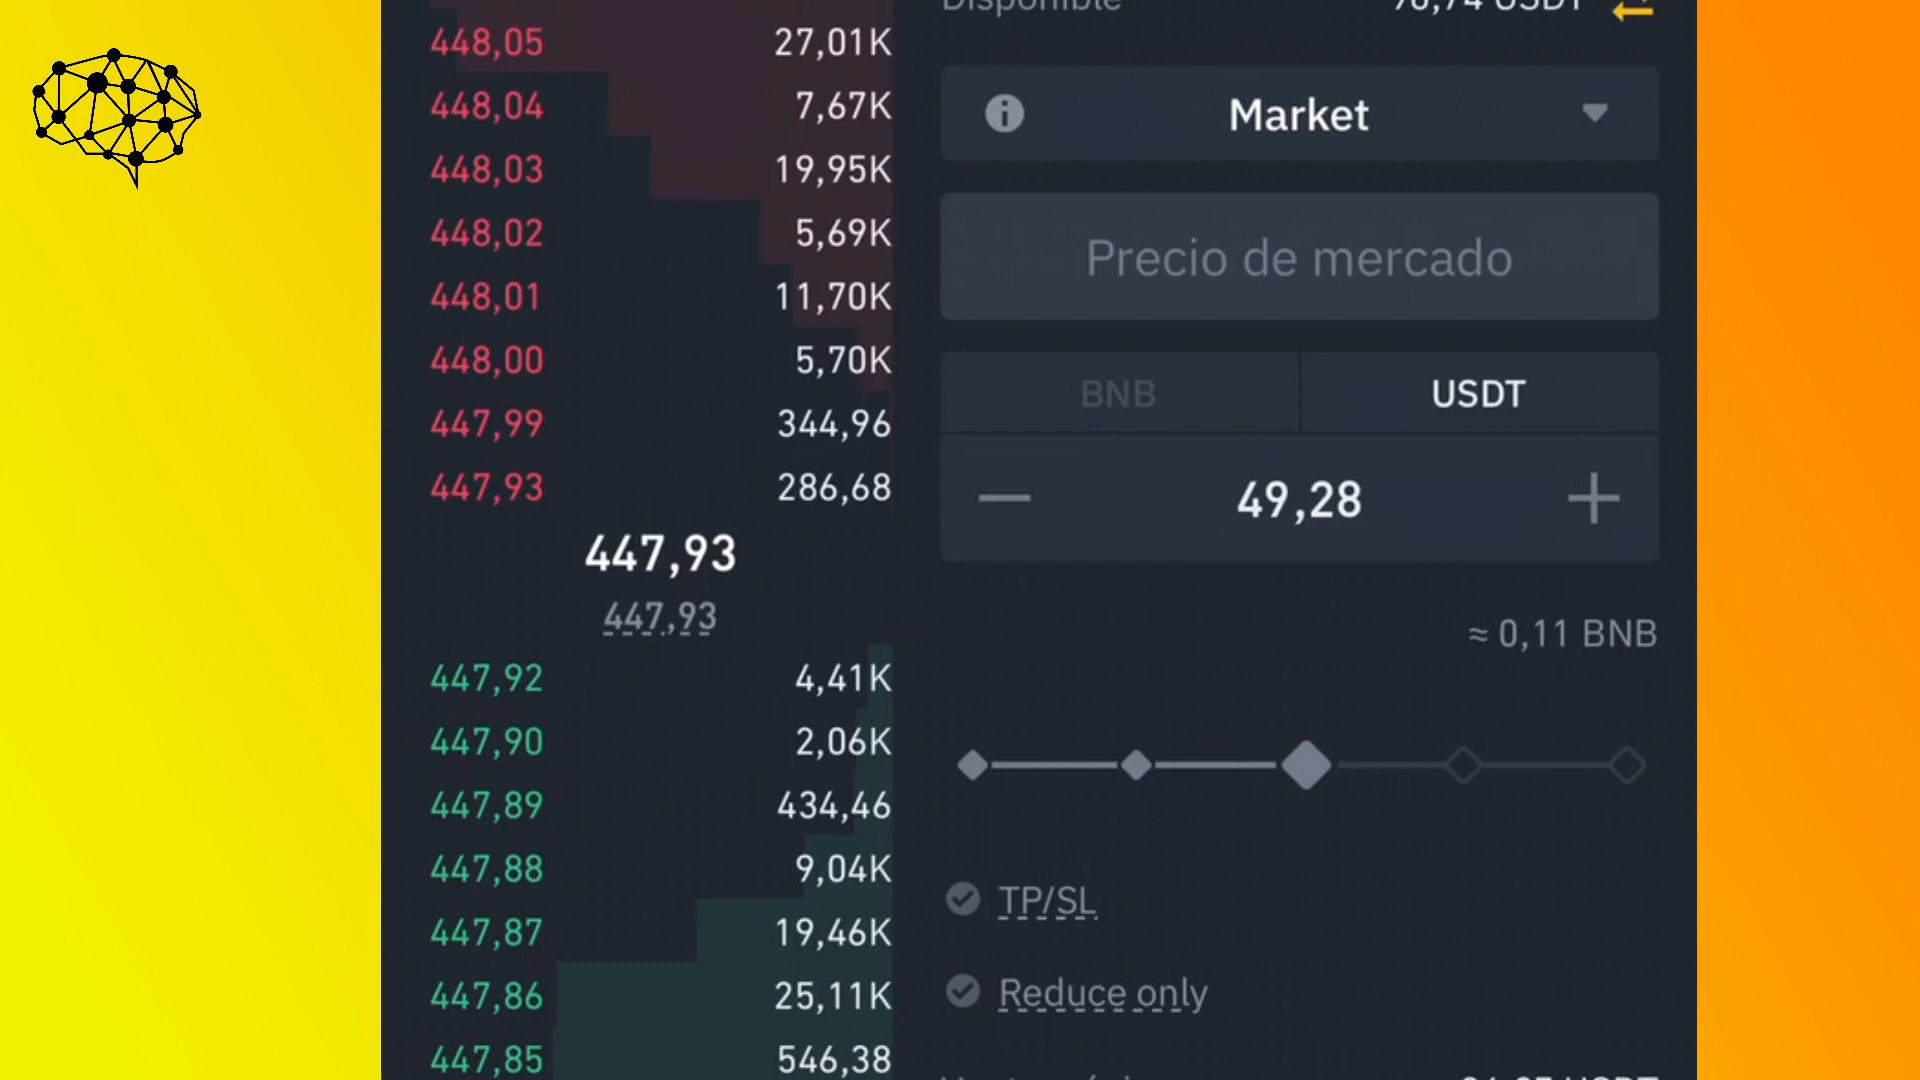 Disponible
448,05 27,01K
448,04 7,67K
448,03 19,95K
448,02 5,69K
448,01 11,70K
448,00 5,70K
447,99 344,96
447,93 286,68
447,93
447,93
447,92 4,41K
447,90 2,06K
447,89 434,46
447,88 9,04K
447,87 19,46K
447,86 25,11K
447,85 546,38
USDT
Market
Precio de mercado
BNB USDT
49,28
≈ 0,11 BNB
TP/SL
Reduce only
USDT